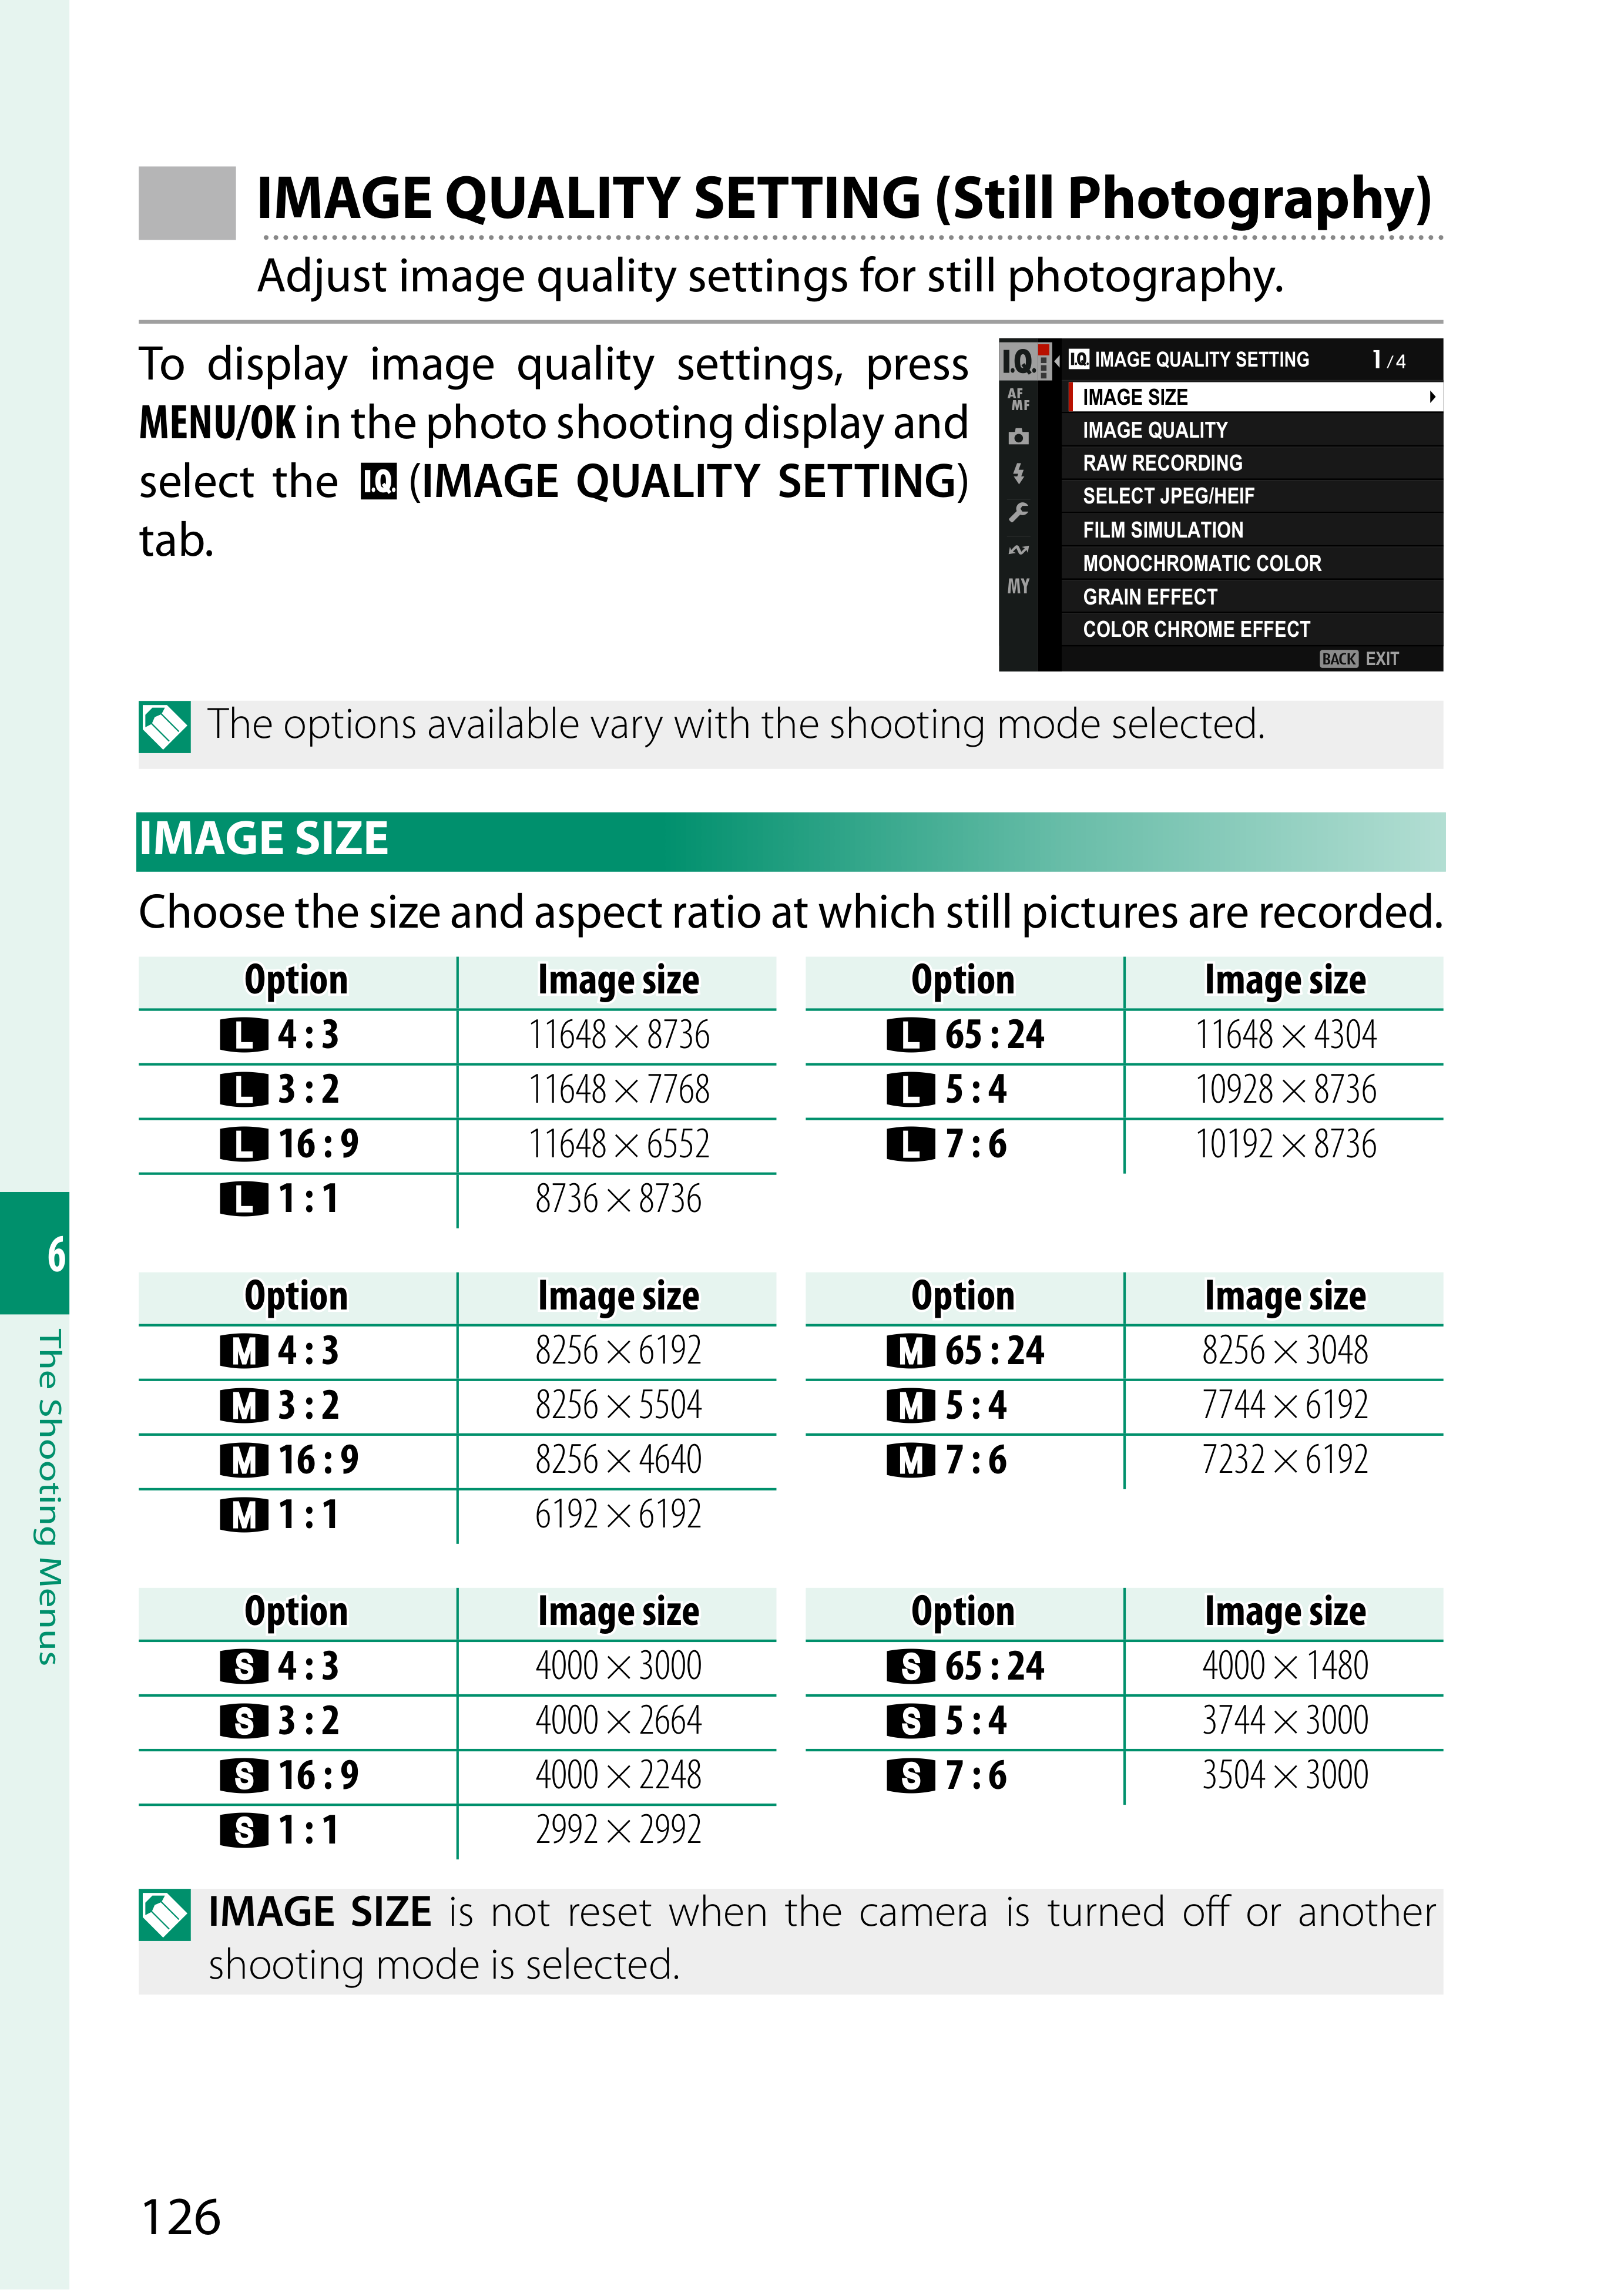 IMAGE QUALITY SETTING (Still Photography)
Adjust image quality settings for still photography.
To display image quality settings, press
MENU/OK in the photo shooting display and
select the I.Q. (IMAGE QUALITY SETTING)
tab.
I.Q. I.Q. IMAGE QUALITY SETTING 1/4
AF
MF
MY
IMAGE SIZE
IMAGE QUALITY
RAW RECORDING
SELECT JPEG/HEIF
FILM SIMULATION
MONOCHROMATIC COLOR
GRAIN EFFECT
COLOR CHROME EFFECT
BACK EXIT
The options available vary with the shooting mode selected.
IMAGE SIZE
Choose the size and aspect ratio at which still pictures are recorded.
Option Image size
L 4 : 3 11648 × 8736
L 3 : 2 11648 × 7768
L 16 : 9 11648 × 6552
L 1 : 1 8736 × 8736
Option Image size
L 65 : 24 11648 × 4304
L 5 : 4 10928 × 8736
L 7 : 6 10192 × 8736
Option Image size
M 4 : 3 8256 × 6192
M 3 : 2 8256 × 5504
M 16 : 9 8256 × 4640
M 1 : 1 6192 × 6192
Option Image size
M 65 : 24 8256 × 3048
M 5 : 4 7744 × 6192
M 7 : 6 7232 × 6192
Option Image size
S 4 : 3 4000 × 3000
S 3 : 2 4000 × 2664
S 16 : 9 4000 × 2248
S 1 : 1 2992 × 2992
Option Image size
S 65 : 24 4000 × 1480
S 5 : 4 3744 × 3000
S 7 : 6 3504 × 3000
IMAGE SIZE is not reset when the camera is turned off or another
shooting mode is selected.
6
The Shooting Menus
126